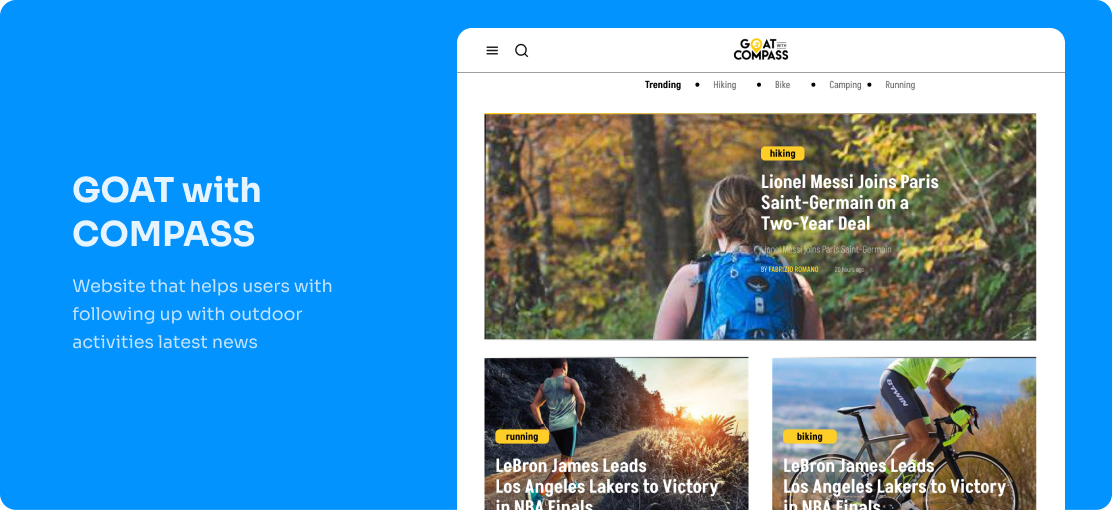 GOAT with
COMPASS
Website that helps users with
following up with outdoor
activities latest news
GOAT WITH
COMPASS
Trending • Hiking • Bike • Camping • Running
hiking
Lionel Messi Joins Paris
Saint-Germain on a
Two-Year Deal
Lionel Messi Joins Paris Saint-Germain
BY FABRIZIO ROMANO 20 hours ago
running
LeBron James Leads
Los Angeles Lakers to Victory
in NBA Finals
biking
LeBron James Leads
Los Angeles Lakers to Victory
in NBA Finals
BTWIN